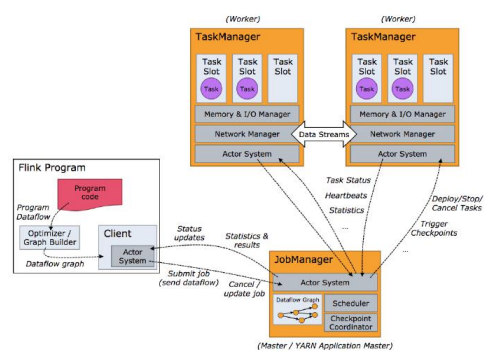 (Worker)
TaskManager
Task
Slot
Task
Task
Slot
Task
Task
Slot
Memory & I/O Manager
Network Manager
Actor System
(Worker)
TaskManager
Task
Slot
Task
Task
Slot
Task
Task
Slot
Memory & I/O Manager
Network Manager
Actor System
Data Streams
Flink Program
Program
code
Program
Dataflow
Optimizer /
Graph Builder
Dataflow graph
Client
Actor
System
Status
updates
Statistics &
results
Submit job
(send dataflow)
Cancel /
update job
Task Status
Heartbeats
Statistics
...
Deploy/Stop/
Cancel Tasks
Trigger
Checkpoints
...
JobManager
Actor System
Dataflow Graph
Scheduler
Checkpoint
Coordinator
(Master / YARN Application Master)